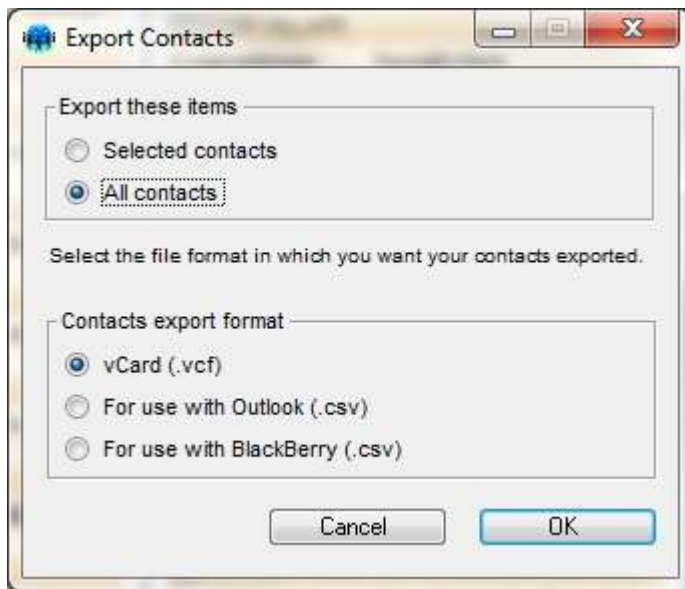 Export Contacts
Export these items
Selected contacts
All contacts
Select the file format in which you want your contacts exported.
Contacts export format
vCard (.vcf)
For use with Outlook (.csv)
For use with BlackBerry (.csv)
Cancel
OK